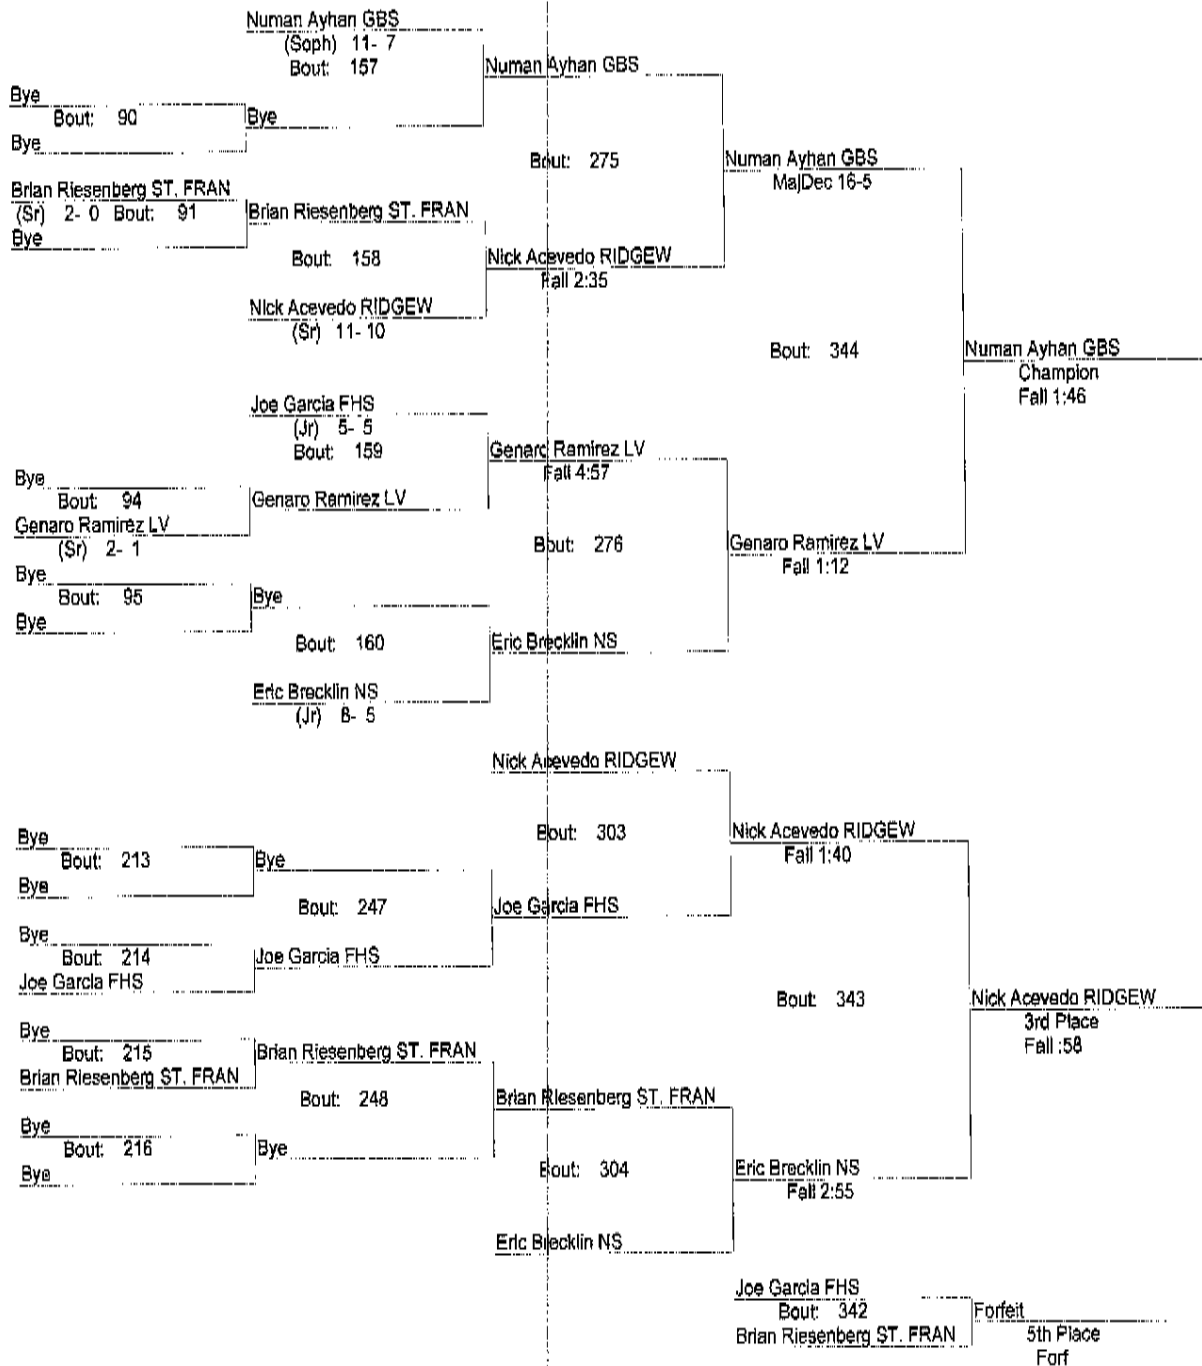 Numan Ayhan GBS
(Soph) 11- 7
Bout: 157
Numan Ayhan GBS
Bye
Bout: 90
Bye
Bye
Bout: 275
Numan Ayhan GBS
MajDec 16-5
Brian Riesenberg ST. FRAN
(Sr) 2- 0 Bout: 91
Bye
Brian Riesenberg ST. FRAN
Bout: 158
Nick Acevedo RIDGEW
Fall 2:35
Nick Acevedo RIDGEW
(Sr) 11- 10
Bout: 344
Numan Ayhan GBS
Champion
Fall 1:46
Joe Garcia FHS
(Jr) 5- 5
Bout: 159
Genaro Ramirez LV
Fall 4:57
Bye
Bout: 94
Genaro Ramirez LV
Genaro Ramirez LV
(Sr) 2- 1
Bout: 276
Genaro Ramirez LV
Fall 1:12
Bye
Bout: 95
Bye
Bye
Bout: 160
Eric Brecklin NS
Eric Brecklin NS
(Jr) 8- 5
Nick Acevedo RIDGEW
Bout: 303
Nick Acevedo RIDGEW
Fall 1:40
Bye
Bout: 213
Bye
Bye
Bout: 247
Joe Garcia FHS
Bye
Bout: 214
Joe Garcia FHS
Joe Garcia FHS
Bout: 343
Nick Acevedo RIDGEW
3rd Place
Fall :58
Bye
Bout: 215
Brian Riesenberg ST. FRAN
Brian Riesenberg ST. FRAN
Bout: 248
Brian Riesenberg ST. FRAN
Bye
Bout: 216
Bye
Bye
Bout: 304
Eric Brecklin NS
Fall 2:55
Eric Brecklin NS
Joe Garcia FHS
Bout: 342
Brian Riesenberg ST. FRAN
Forfeit
5th Place
Forf